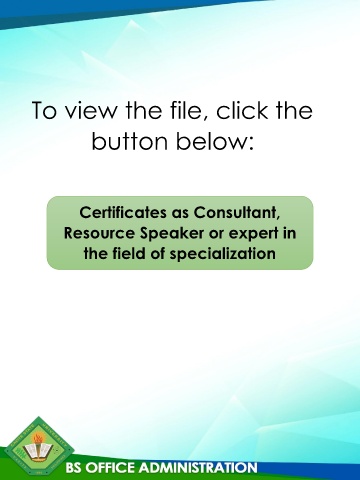 To view the file, click the
button below:
Certificates as Consultant,
Resource Speaker or expert in
the field of specialization
BS OFFICE ADMINISTRATION